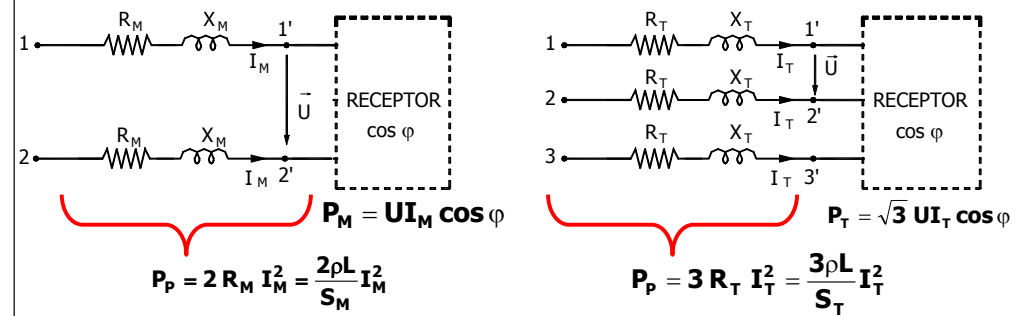 R_M X_M
1 1'
I_M
U⃗
RECEPTOR
cos φ
R_M X_M
2 I_M 2'
P_M = UI_M cos φ
P_P = 2 R_M I_M^2 = 2ρL/S_M I_M^2
R_T X_T
1 1'
I_T U⃗
R_T X_T
2 I_T 2'
RECEPTOR
cos φ
R_T X_T
3 I_T 3'
P_T = √3 UI_T cos φ
P_P = 3 R_T I_T^2 = 3ρL/S_T I_T^2